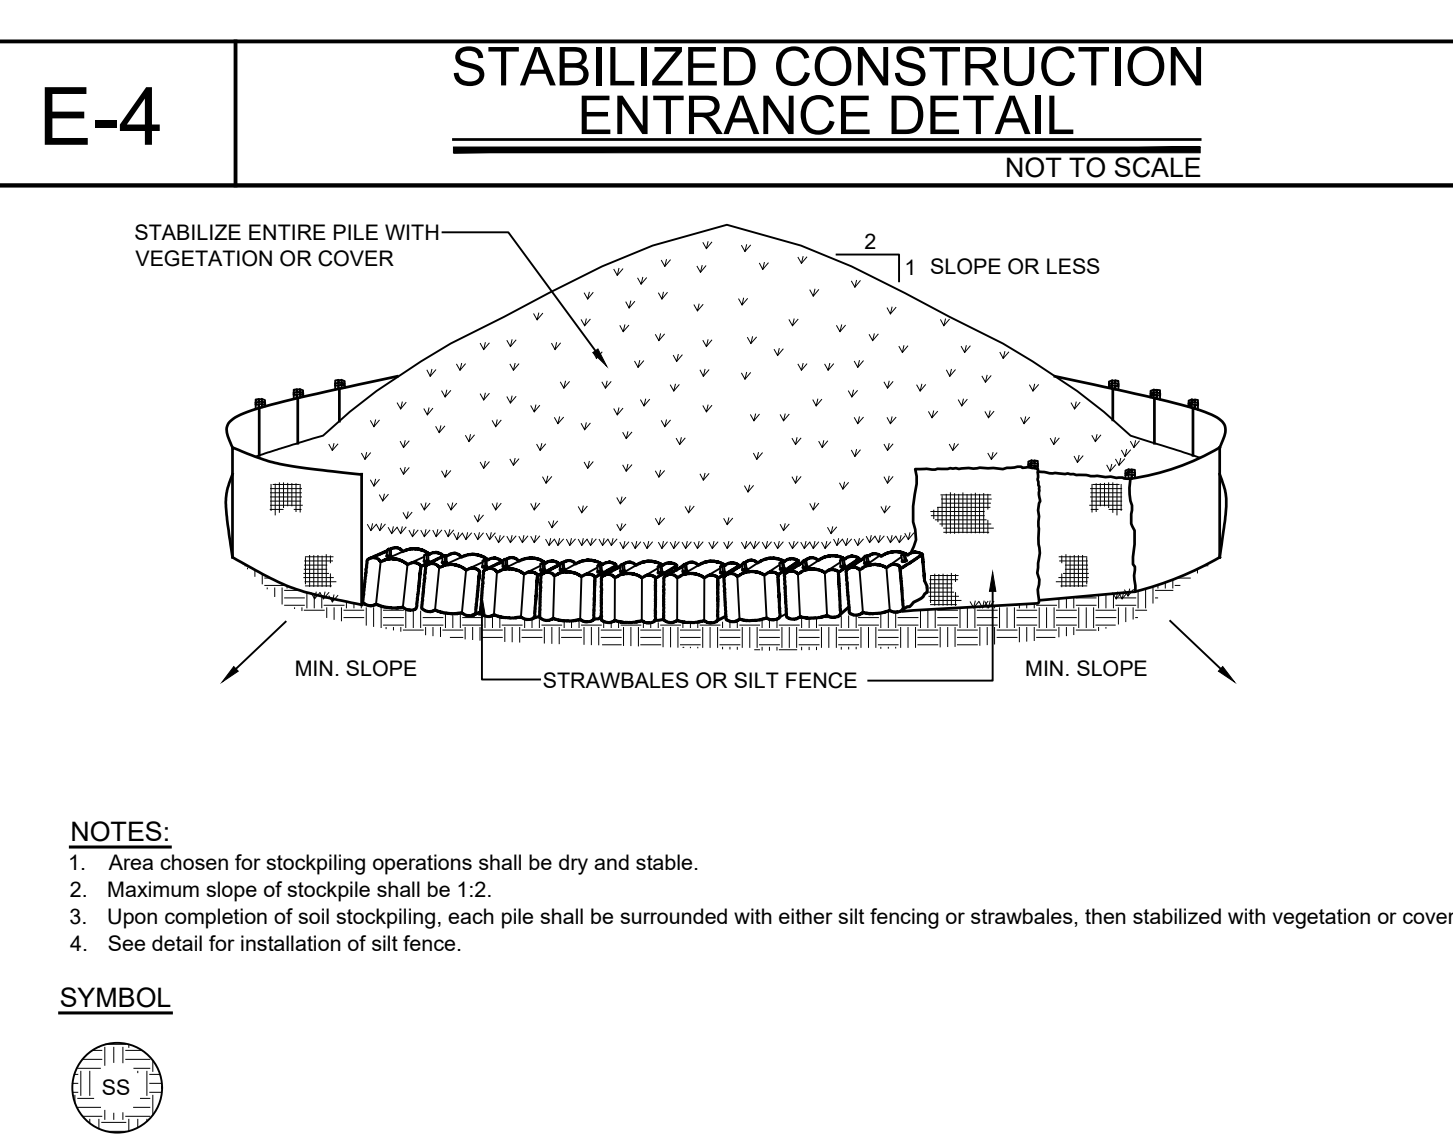 E-4
STABILIZED CONSTRUCTION
ENTRANCE DETAIL
NOT TO SCALE
STABILIZE ENTIRE PILE WITH
VEGETATION OR COVER
2
1 SLOPE OR LESS
MIN. SLOPE
STRAWBALES OR SILT FENCE
MIN. SLOPE
NOTES:
1. Area chosen for stockpiling operations shall be dry and stable.
2. Maximum slope of stockpile shall be 1:2.
3. Upon completion of soil stockpiling, each pile shall be surrounded with either silt fencing or strawbales, then stabilized with vegetation or cover
4. See detail for installation of silt fence.
SYMBOL
SS